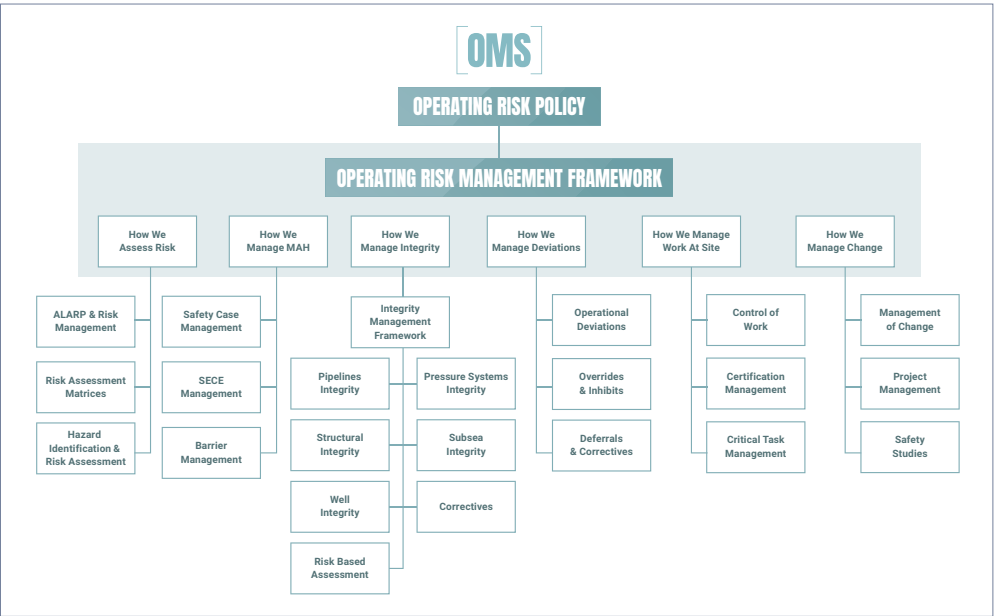 OMS
OPERATING RISK POLICY
OPERATING RISK MANAGEMENT FRAMEWORK
How We
Assess Risk
How We
Manage MAH
How We
Manage Integrity
How We
Manage Deviations
How We Manage
Work At Site
How We
Manage Change
ALARP & Risk
Management
Risk Assessment
Matrices
Hazard
Identification &
Risk Assessment
Safety Case
Management
SECE
Management
Barrier
Management
Integrity
Management
Framework
Pipelines
Integrity
Pressure Systems
Integrity
Structural
Integrity
Subsea
Integrity
Well
Integrity
Correctives
Risk Based
Assessment
Operational
Deviations
Overrides
& Inhibits
Deferrals
& Correctives
Control of
Work
Certification
Management
Critical Task
Management
Management
of Change
Project
Management
Safety
Studies